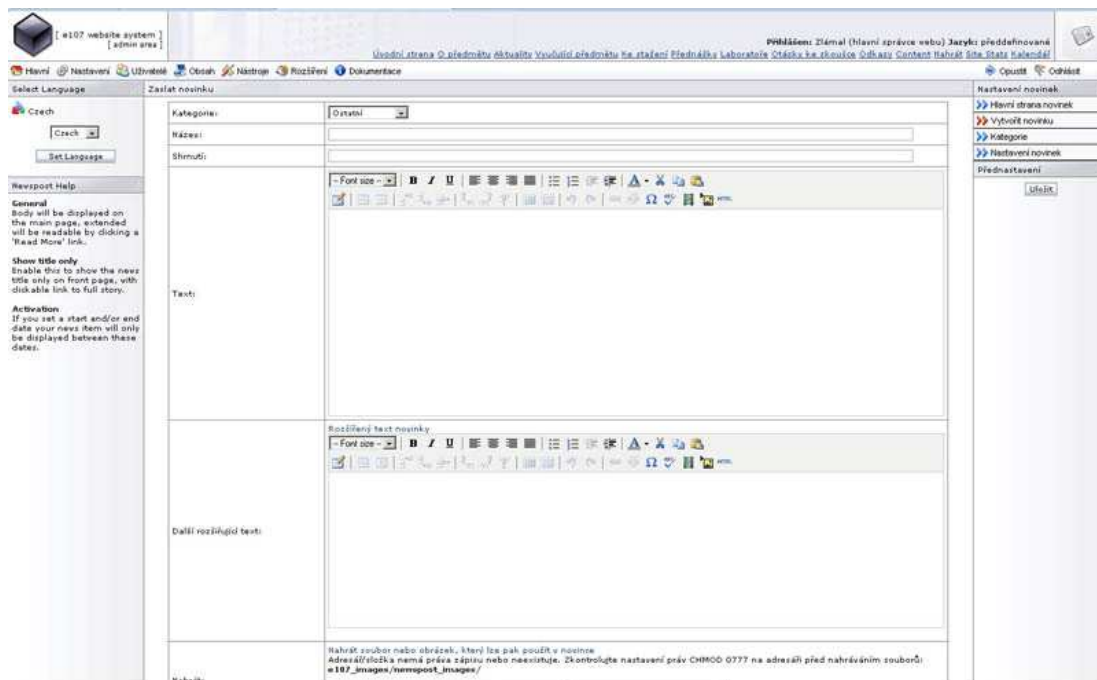 [ e107 website system ]
[ admin area ]
Přihlášen: Zlámal (hlavní správce webu) Jazyk: předdefinované
Úvodní strana O předmětu Aktuality Vyučující předmětu Ke stažení Přednášky Laboratoře Otázky ke zkoušce Odkazy Content Nahrát Site Stats Kalendář
Hlavní Nastavení Uživatelé Obsah Nástroje Rozšíření Dokumentace
Opustit Odhlásit
Select Language
Czech
Czech
Set Language
Newspost Help
General
Body will be displayed on
the main page, extended
will be readable by clicking a
'Read More' link.
Show title only
Enable this to show the news
title only on front page, with
clickable link to full story.
Activation
If you set a start and/or end
date your news item will only
be displayed between these
dates.
Zaslat novinku
Kategorie: Ostatní
Název:
Shrnutí:
Text:
-- Font size -- B I U A Ω HTML
Další rozšiřující text:
Rozšířený text novinky
-- Font size -- B I U A Ω HTML
Nahrát soubor nebo obrázek, který lze pak použít v novince
Adresář/složka nemá práva zápisu nebo neexistuje. Zkontrolujte nastavení práv CHMOD 0777 na adresáři před nahráváním souborů:
e107_images/newspost_images/
Nastavení novinek
Hlavní strana novinek
Vytvořit novinku
Kategorie
Nastavení novinek
Přednastavení
Uložit